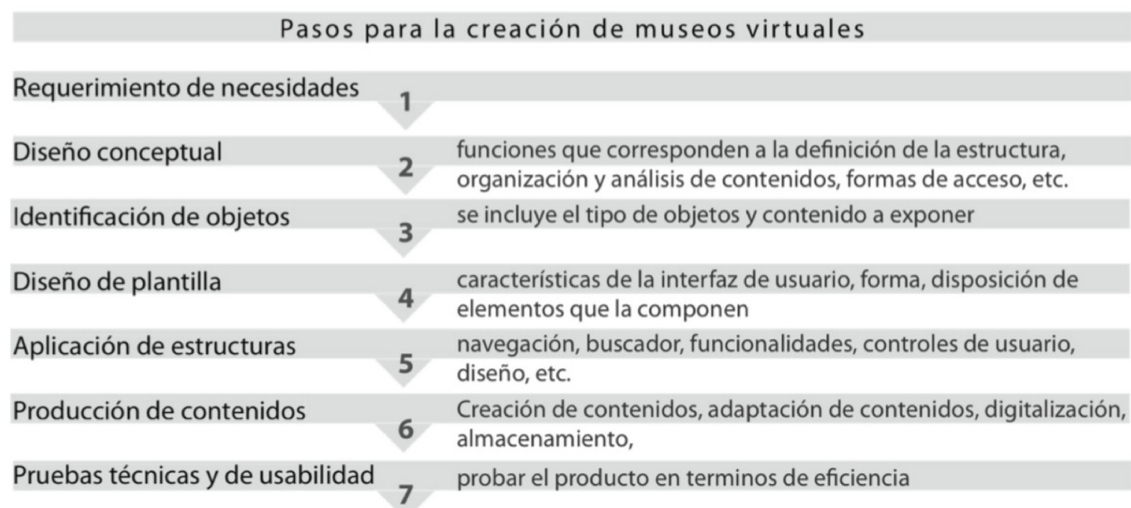 Pasos para la creación de museos virtuales
Requerimiento de necesidades
1
Diseño conceptual
2
funciones que corresponden a la definición de la estructura,
organización y análisis de contenidos, formas de acceso, etc.
Identificación de objetos
3
se incluye el tipo de objetos y contenido a exponer
Diseño de plantilla
4
características de la interfaz de usuario, forma, disposición de
elementos que la componen
Aplicación de estructuras
5
navegación, buscador, funcionalidades, controles de usuario,
diseño, etc.
Producción de contenidos
6
Creación de contenidos, adaptación de contenidos, digitalización,
almacenamiento,
Pruebas técnicas y de usabilidad
7
probar el producto en terminos de eficiencia